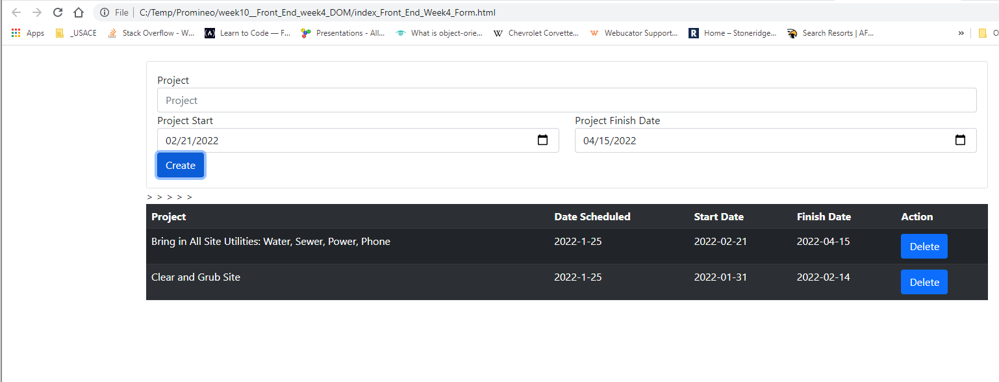 File C:/Temp/Promineo/week10__Front_End_week4_DOM/index_Front_End_Week4_Form.html
Apps _USACE Stack Overflow - W... Learn to Code — F... Presentations - All... What is object-orie... Chevrolet Corvette... Webucator Support... Home – Stoneridge... Search Resorts | AF... » O
Project
Project
Project Start Project Finish Date
02/21/2022 04/15/2022
Create
> > > > >
Project Date Scheduled Start Date Finish Date Action
Bring in All Site Utilities: Water, Sewer, Power, Phone 2022-1-25 2022-02-21 2022-04-15 Delete
Clear and Grub Site 2022-1-25 2022-01-31 2022-02-14 Delete